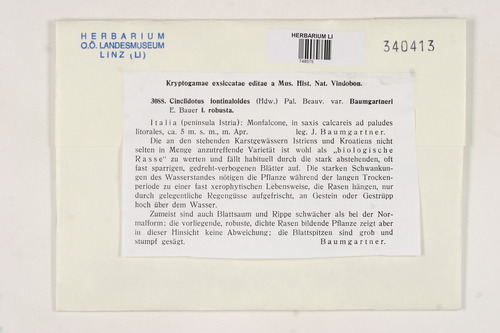 HERBARIUM
O.Ö. LANDESMUSEUM
LINZ (LI)
HERBARIUM LI
340413
Kryptogamae exsiccatae editae a Mus. Hist. Nat. Vindobon.
3088. Cinclidotus fontinaloides (Hdw.) Pal. Beauv. var. Baumgartneri
E. Bauer f. robusta.
Italia (peninsula Istria): Monfalcone, in saxis calcareis ad paludes
litorales, ca. 5 m. s. m., m. Apr. leg. J. Baumgartner.
Die an den stehenden Karstgewässern Istriens und Kroatiens nicht
selten in Menge anzutreffende Varietät ist wohl als „biologische
Rasse" zu werten und fällt habituell durch die stark abstehenden, oft
fast sparrigen, gedreht-verbogenen Blätter auf. Die starken Schwankun-
gen des Wasserstandes nötigen die Pflanze während der langen Trocken-
periode zu einer fast xerophytischen Lebensweise, die Rasen hängen, nur
durch gelegentliche Regengüsse aufgefrischt, an Gestein oder Gestrüpp
hoch über dem Wasser.
Zumeist sind auch Blattsaum und Rippe schwächer als bei der Nor-
malform; die vorliegende, robuste, dichte Rasen bildende Pflanze zeigt aber
in dieser Hinsicht keine Abweichung; die Blattspitzen sind grob und
stumpf gesägt. Baumgartner.